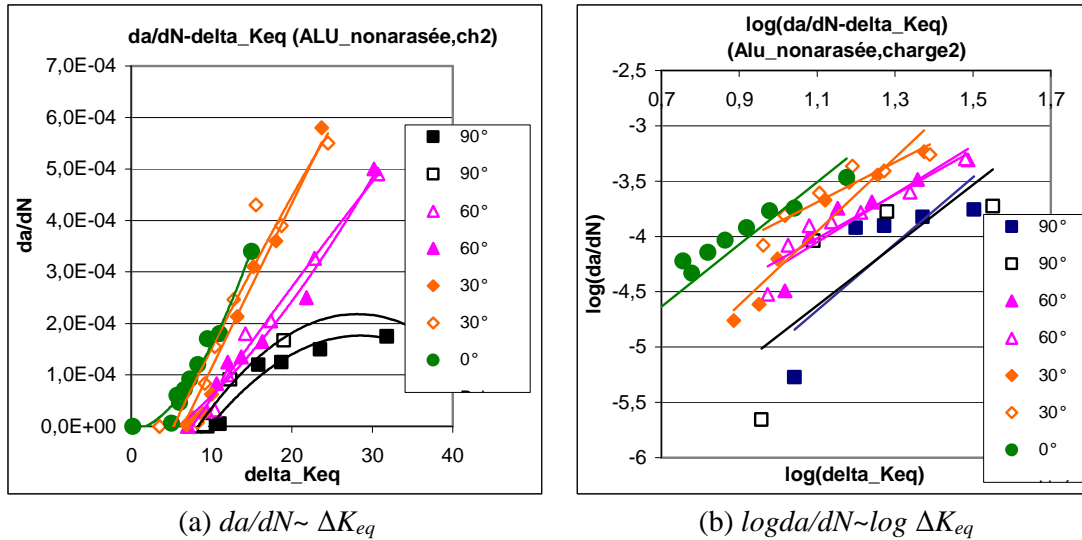 da/dN-delta_Keq (ALU_nonarasée,ch2)
7,0E-04
6,0E-04
5,0E-04
4,0E-04
3,0E-04
2,0E-04
1,0E-04
0,0E+00
da/dN
0
10
20
30
40
delta_Keq
90°
90°
60°
60°
30°
30°
0°
log(da/dN-delta_Keq)
(Alu_nonarasée,charge2)
-2,5
0,7
0,9
1,1
1,3
1,5
1,7
-3
-3,5
-4
-4,5
-5
-5,5
-6
log(da/dN)
log(delta_Keq)
90°
90°
60°
60°
30°
30°
0°
(a) da/dN~ ΔKeq
(b) logda/dN~log ΔKeq